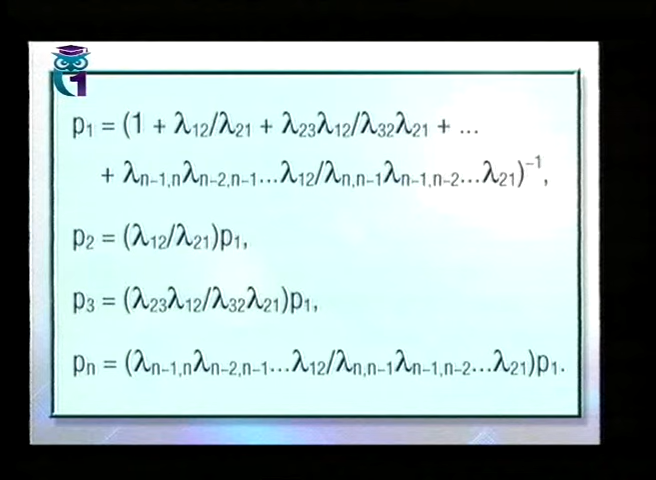 1
p₁ = (1 + λ₁₂/λ₂₁ + λ₂₃λ₁₂/λ₃₂λ₂₁ + ...
+ λₙ₋₁,ₙλₙ₋₂,ₙ₋₁...λ₁₂/λₙ,ₙ₋₁λₙ₋₁,ₙ₋₂...λ₂₁)⁻¹,
p₂ = (λ₁₂/λ₂₁)p₁,
p₃ = (λ₂₃λ₁₂/λ₃₂λ₂₁)p₁,
pₙ = (λₙ₋₁,ₙλₙ₋₂,ₙ₋₁...λ₁₂/λₙ,ₙ₋₁λₙ₋₁,ₙ₋₂...λ₂₁)p₁.